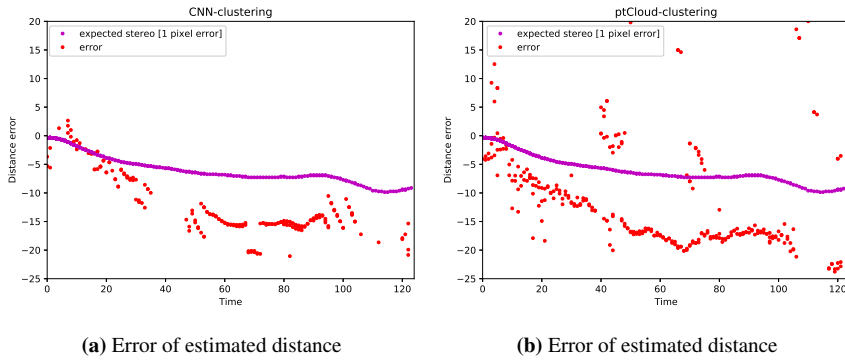 CNN-clustering
20
15
10
5
0
−5
−10
−15
−20
−25
Distance error
expected stereo [1 pixel error]
error
0
20
40
60
80
100
120
Time
(a) Error of estimated distance
ptCloud-clustering
20
15
10
5
0
−5
−10
−15
−20
−25
Distance error
expected stereo [1 pixel error]
error
0
20
40
60
80
100
120
Time
(b) Error of estimated distance